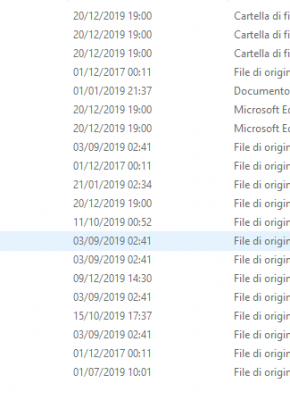 20/12/2019 19:00 Cartella di fi
20/12/2019 19:00 Cartella di fi
20/12/2019 19:00 Cartella di fi
01/12/2017 00:11 File di origin
01/01/2019 21:37 Documento
20/12/2019 19:00 Microsoft Ec
20/12/2019 19:00 Microsoft Ec
03/09/2019 02:41 File di origin
01/12/2017 00:11 File di origin
21/01/2019 02:34 File di origin
20/12/2019 19:00 File di origin
11/10/2019 00:52 File di origin
03/09/2019 02:41 File di origin
03/09/2019 02:41 File di origin
09/12/2019 14:30 File di origin
03/09/2019 02:41 File di origin
15/10/2019 17:37 File di origin
03/09/2019 02:41 File di origin
01/12/2017 00:11 File di origin
01/07/2019 10:01 File di origin